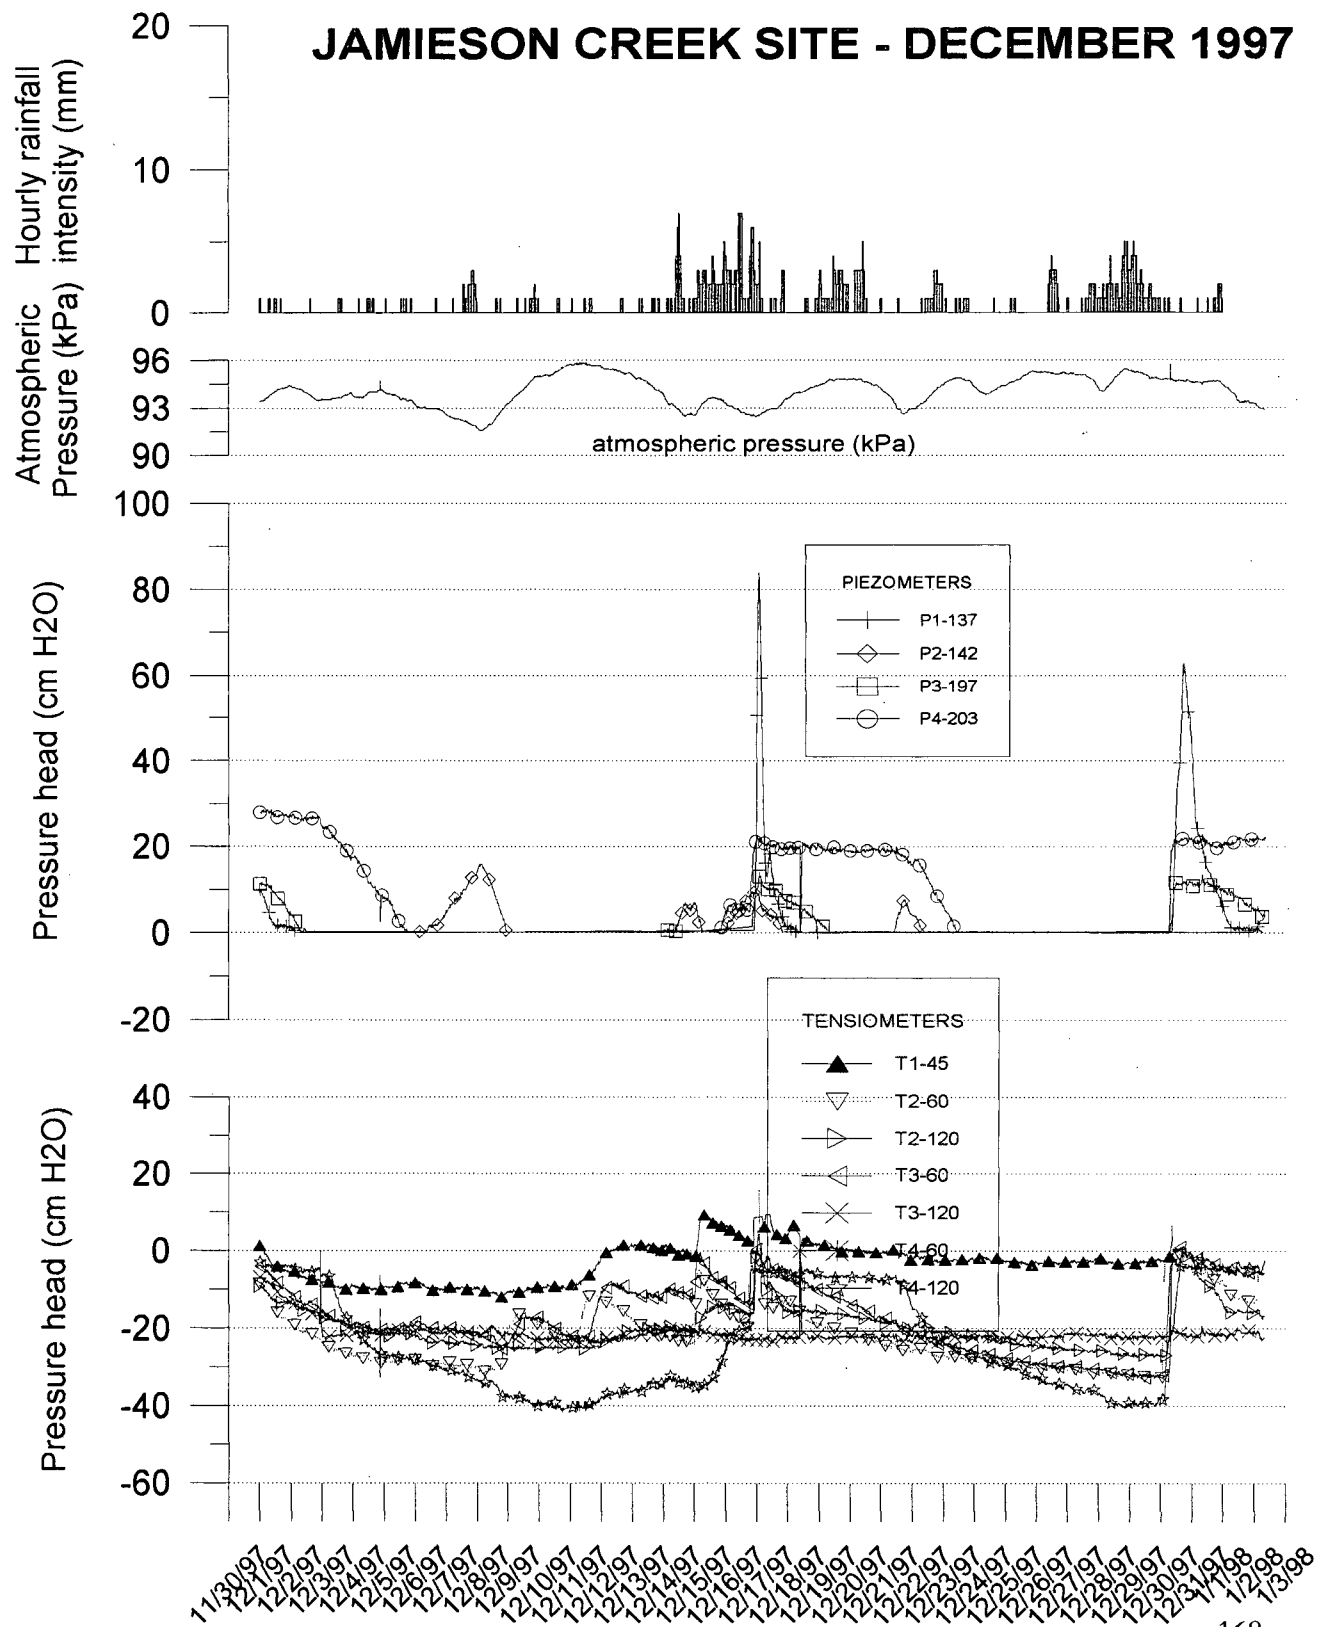 JAMIESON CREEK SITE - DECEMBER 1997
Hourly rainfall
intensity (mm)
20
10
0
Atmospheric
Pressure (kPa)
96
93
90
atmospheric pressure (kPa)
Pressure head (cm H2O)
100
80
60
40
20
0
-20
PIEZOMETERS
P1-137
P2-142
P3-197
P4-203
Pressure head (cm H2O)
40
20
0
-20
-40
-60
TENSIOMETERS
T1-45
T2-60
T2-120
T3-60
T3-120
T4-60
T4-120
11/30/97
12/1/97
12/2/97
12/3/97
12/4/97
12/5/97
12/6/97
12/7/97
12/8/97
12/9/97
12/10/97
12/11/97
12/12/97
12/13/97
12/14/97
12/15/97
12/16/97
12/17/97
12/18/97
12/19/97
12/20/97
12/21/97
12/22/97
12/23/97
12/24/97
12/25/97
12/26/97
12/27/97
12/28/97
12/29/97
12/30/97
12/31/97
1/1/98
1/2/98
1/3/98